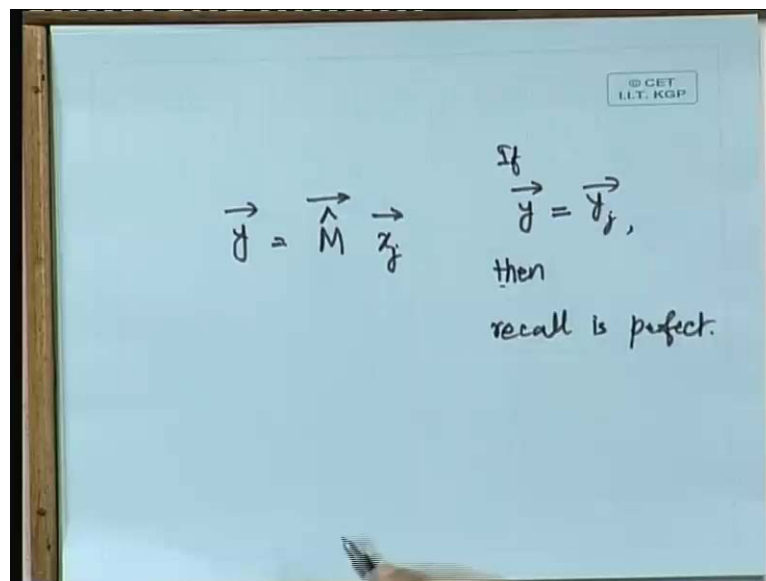 © CET
I.I.T. KGP
If
y⃗ = M̂⃗ x⃗ⱼ
y⃗ = y⃗ⱼ,
then
recall is perfect.